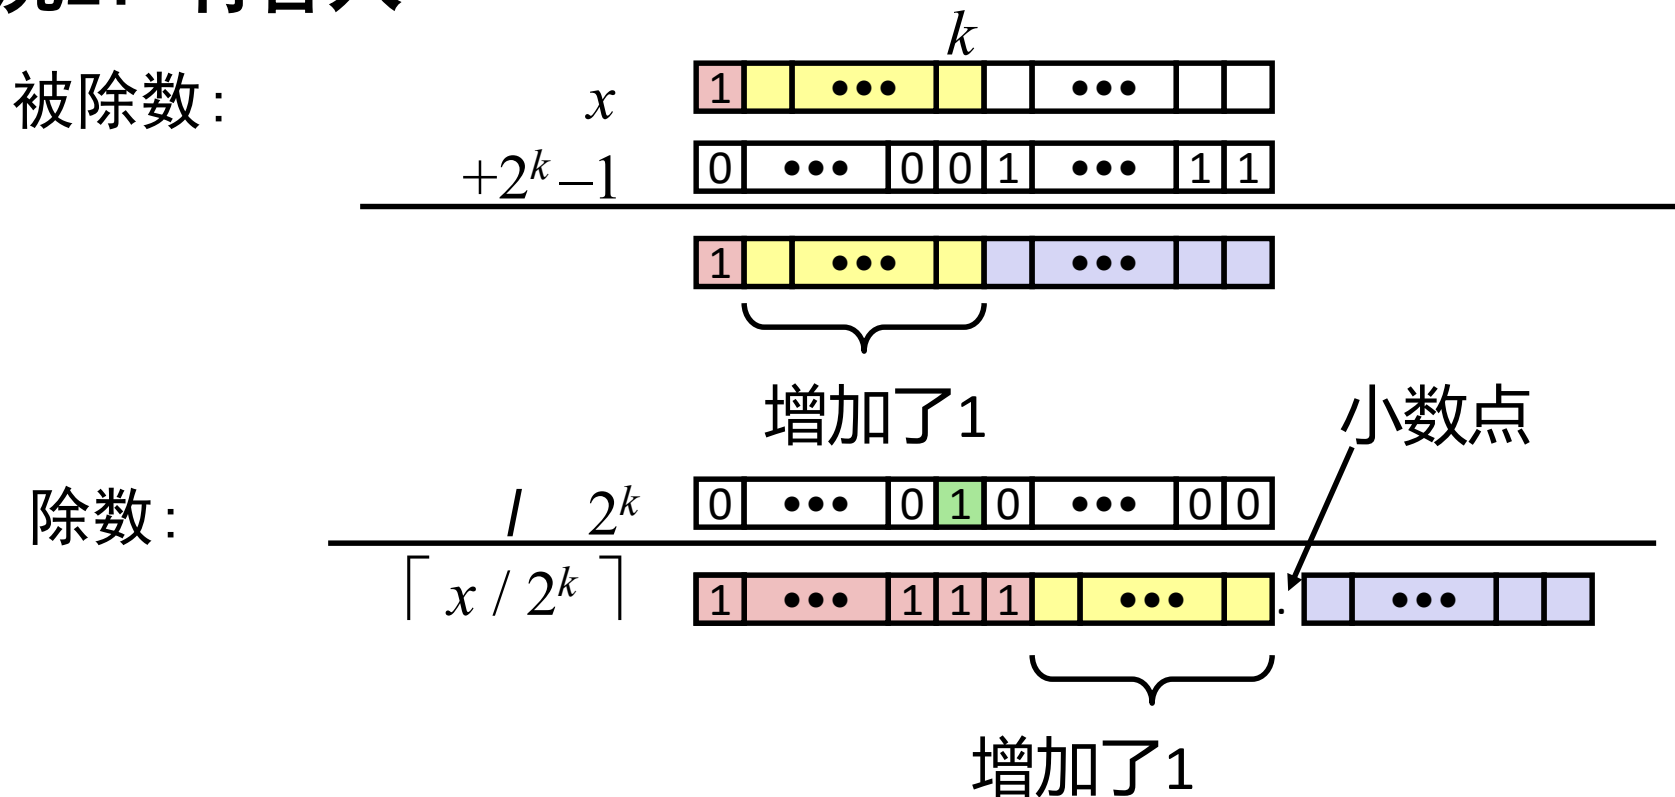 k
被除数: x 1 ••• •••
+2^k –1 0 ••• 0 0 1 ••• 1 1
1 ••• •••
增加了1
小数点
除数: / 2^k 0 ••• 0 1 0 ••• 0 0
⌈ x / 2^k ⌉ 1 ••• 1 1 1 ••• . •••
增加了1